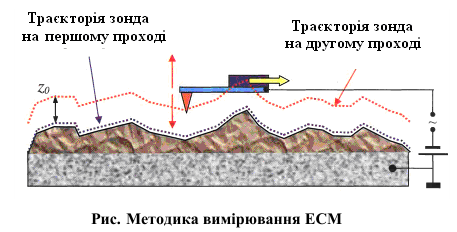 Траєкторія зонда
на першому проході
Траєкторія зонда
на другому проході
z0
~
Рис. Методика вимірювання ЕСМ